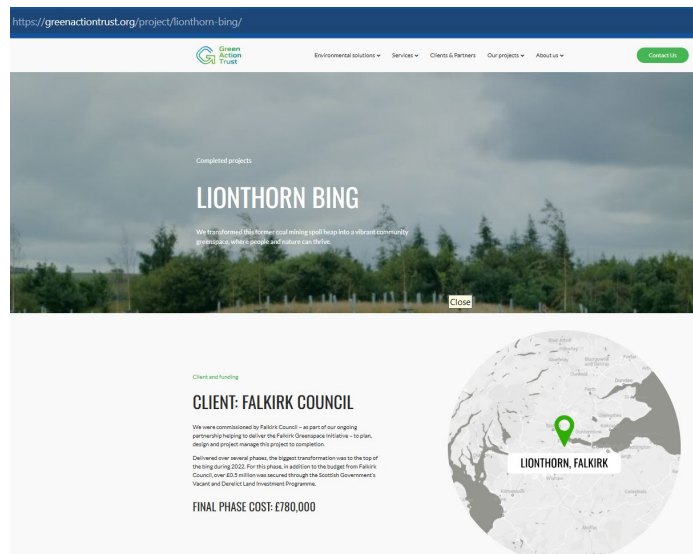 https://greenactiontrust.org/project/lionthorn-bing/
Green
Action
Trust
Environmental solutions
Services
Clients & Partners
Our projects
About us
Contact Us
Completed projects
LIONTHORN BING
We transformed this former coal mining spoil heap into a vibrant community
greenspace, where people and nature can thrive.
Close
Client and funding
CLIENT: FALKIRK COUNCIL
We were commissioned by Falkirk Council – as part of our ongoing
partnership helping to deliver the Falkirk Greenspace Initiative – to plan,
design and project manage this project to completion.
Delivered over several phases, the biggest transformation was to the top of
the bing during 2022. For this phase, in addition to the budget from Falkirk
Council, over £0.5 million was secured through the Scottish Government's
Vacant and Derelict Land Investment Programme.
FINAL PHASE COST: £780,000
Dundee
Perth
LIONTHORN, FALKIRK
Wishaw